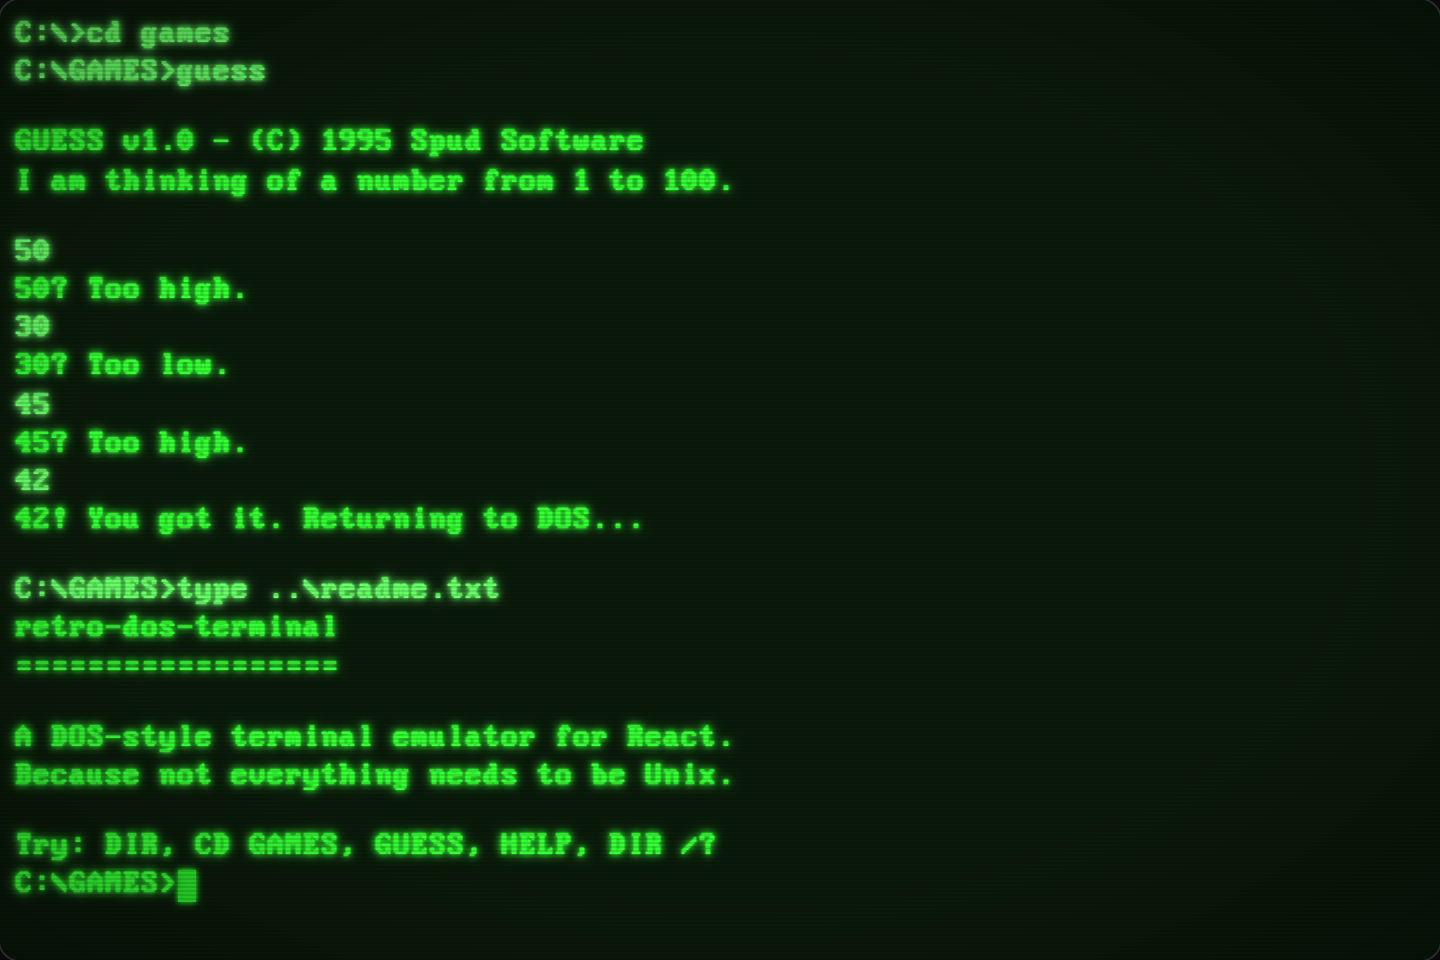 C:\>cd games
C:\GAMES>guess
GUESS v1.0 - (C) 1995 Spud Software
I am thinking of a number from 1 to 100.
50
50? Too high.
30
30? Too low.
45
45? Too high.
42
42! You got it. Returning to DOS...
C:\GAMES>type ..\readme.txt
retro-dos-terminal
==================
A DOS-style terminal emulator for React.
Because not everything needs to be Unix.
Try: DIR, CD GAMES, GUESS, HELP, DIR /?
C:\GAMES>